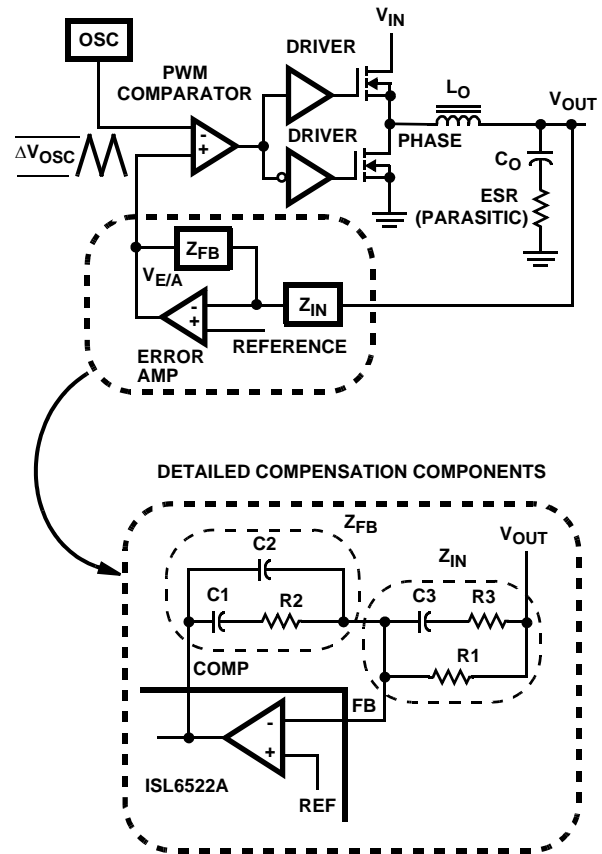 V_IN
OSC
DRIVER
PWM
COMPARATOR
L_O
V_OUT
-
+
DRIVER
PHASE
ΔV_OSC
C_O
ESR
(PARASITIC)
Z_FB
V_E/A
-
+
Z_IN
REFERENCE
ERROR
AMP
DETAILED COMPENSATION COMPONENTS
Z_FB
V_OUT
C2
Z_IN
C1
R2
C3
R3
R1
COMP
FB
-
+
ISL6522A
REF